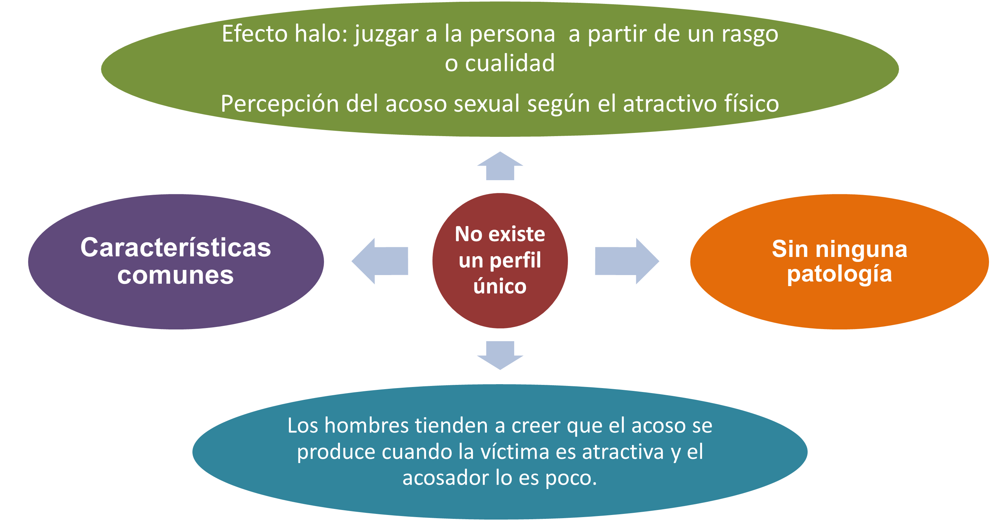 Efecto halo: juzgar a la persona  a partir de un rasgo
o cualidad
Percepción del acoso sexual según el atractivo físico
Características
comunes
No existe
un perfil
único
Sin ninguna
patología
Los hombres tienden a creer que el acoso se
produce cuando la víctima es atractiva y el
acosador lo es poco.